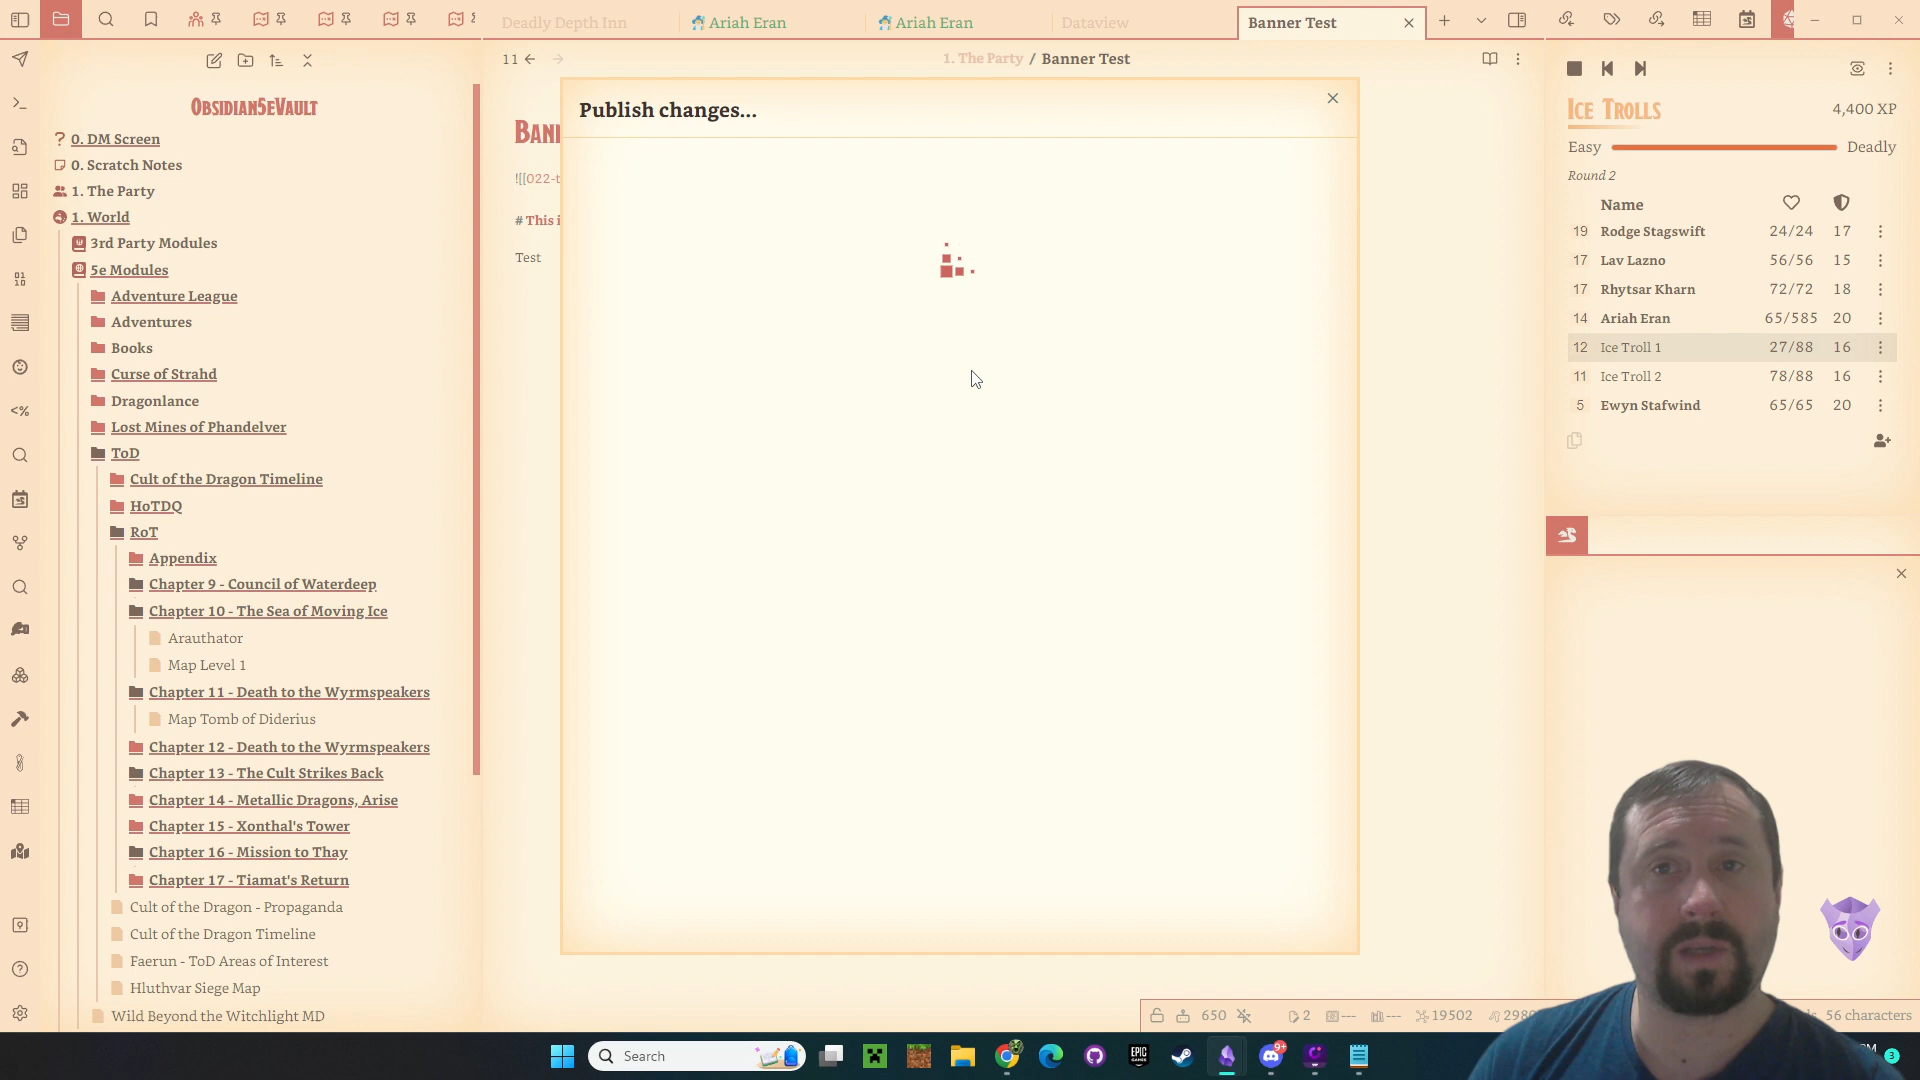 Deadly Depth Inn
Ariah Eran
Ariah Eran
Dataview
Banner Test
11
1. The Party / Banner Test
Obsidian5eVault
0. DM Screen
0. Scratch Notes
1. The Party
1. World
3rd Party Modules
5e Modules
Adventure League
Adventures
Books
Curse of Strahd
Dragonlance
Lost Mines of Phandelver
ToD
Cult of the Dragon Timeline
HoTDQ
RoT
Appendix
Chapter 9 - Council of Waterdeep
Chapter 10 - The Sea of Moving Ice
Arauthator
Map Level 1
Chapter 11 - Death to the Wyrmspeakers
Map Tomb of Diderius
Chapter 12 - Death to the Wyrmspeakers
Chapter 13 - The Cult Strikes Back
Chapter 14 - Metallic Dragons, Arise
Chapter 15 - Xonthal's Tower
Chapter 16 - Mission to Thay
Chapter 17 - Tiamat's Return
Cult of the Dragon - Propaganda
Cult of the Dragon Timeline
Faerun - ToD Areas of Interest
Hluthvar Siege Map
Wild Beyond the Witchlight MD
![[022-t
# This i
Test
Publish changes...
Ice Trolls 4,400 XP
Easy Deadly
Round 2
Name
19 Rodge Stagswift 24/24 17
17 Lav Lazno 56/56 15
17 Rhytsar Kharn 72/72 18
14 Ariah Eran 65/585 20
12 Ice Troll 1 27/88 16
11 Ice Troll 2 78/88 16
5 Ewyn Stafwind 65/65 20
650 2 --- --- 19502 56 characters
Search
EPIC GAMES
9+
3